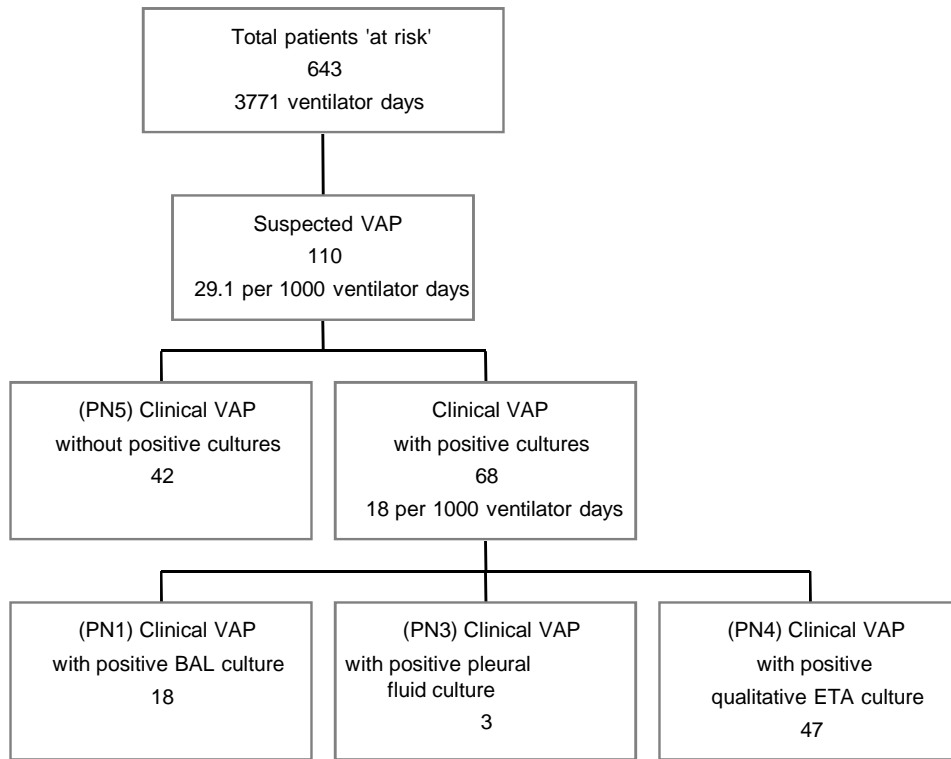 Total patients 'at risk'
643
3771 ventilator days
Suspected VAP
110
29.1 per 1000 ventilator days
(PN5) Clinical VAP
without positive cultures
42
Clinical VAP
with positive cultures
68
18 per 1000 ventilator days
(PN1) Clinical VAP
with positive BAL culture
18
(PN3) Clinical VAP
with positive pleural
fluid culture
3
(PN4) Clinical VAP
with positive
qualitative ETA culture
47